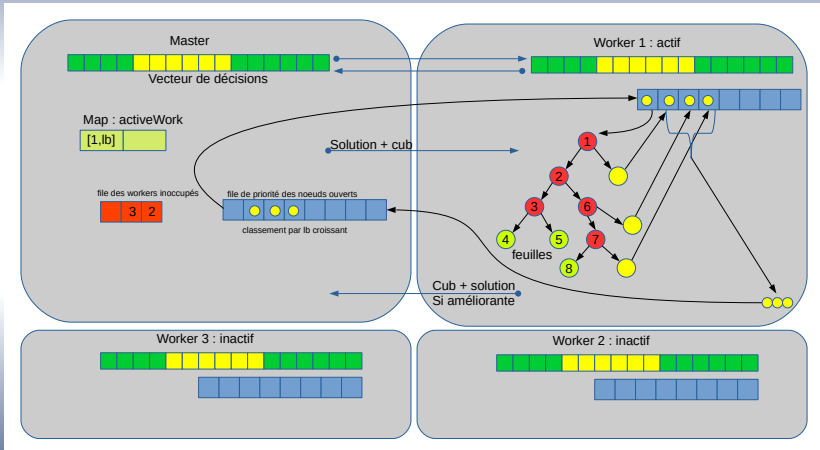 Master
Vecteur de décisions
Map : activeWork
[1,lb]
file des workers inoccupés
3 2
file de priorité des noeuds ouverts
classement par lb croissant
Solution + cub
Cub + solution
Si améliorante
Worker 1 : actif
1
2
3
6
4
5
7
feuilles
8
Worker 3 : inactif
Worker 2 : inactif